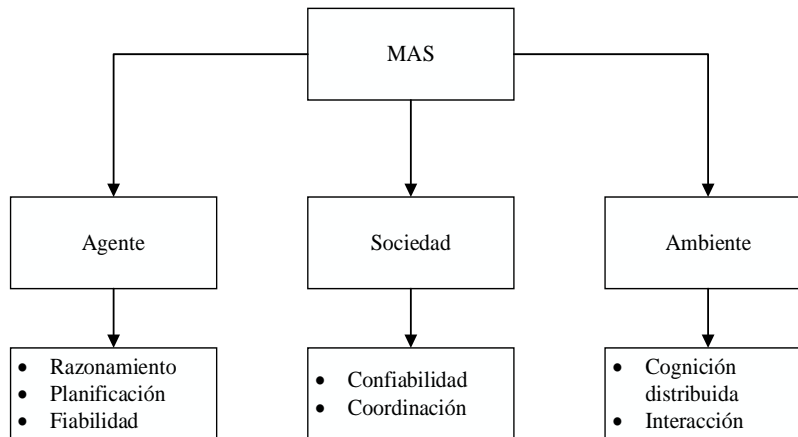 MAS
Agente
Sociedad
Ambiente
• Razonamiento
• Planificación
• Fiabilidad
• Confiabilidad
• Coordinación
• Cognición
distribuida
• Interacción